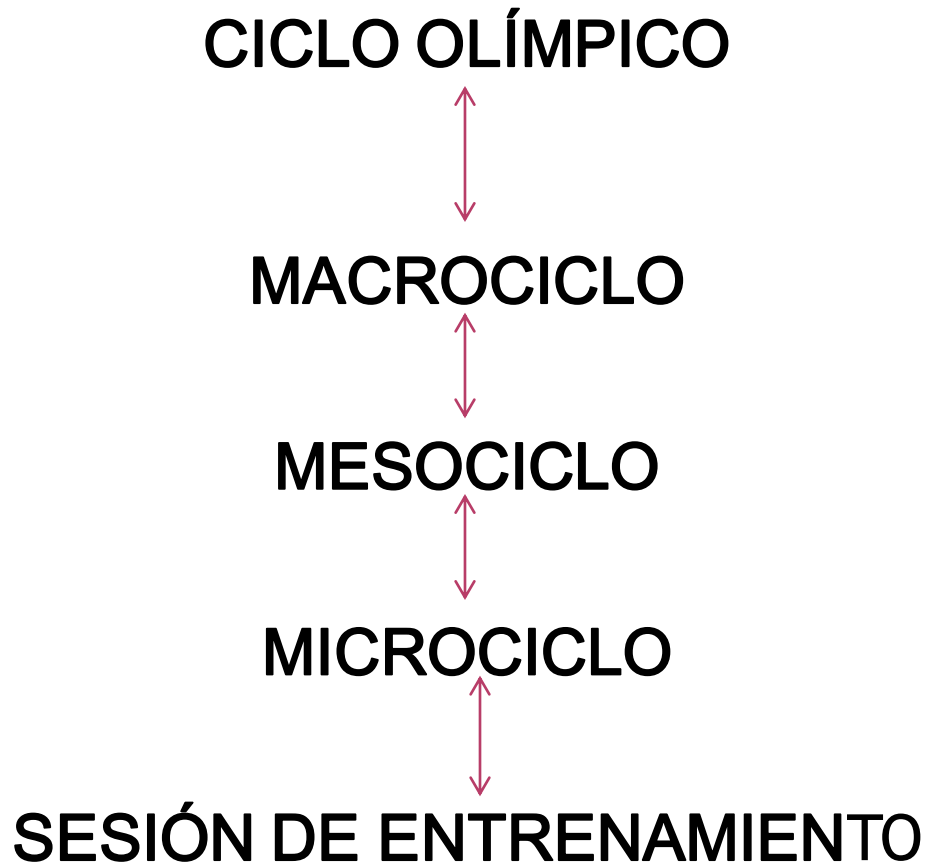 CICLO OLÍMPICO
MACROCICLO
MESOCICLO
MICROCICLO
SESIÓN DE ENTRENAMIENTO